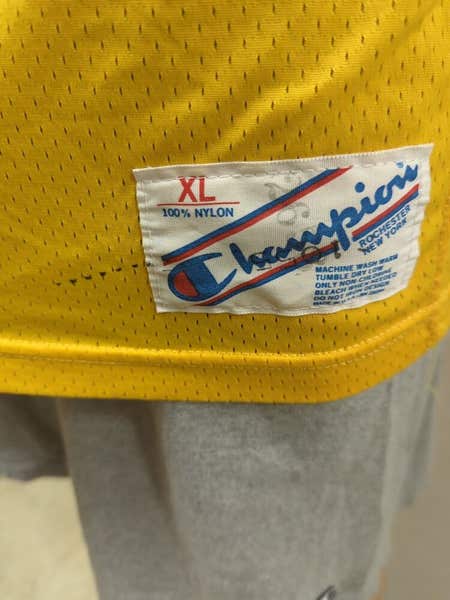 XL
100% NYLON
Champion
ROCHESTER
NEW YORK
MACHINE WASH WARM
TUMBLE DRY LOW
ONLY NON-CHLORINE
BLEACH WHEN NEEDED
DO NOT IRON DESIGN